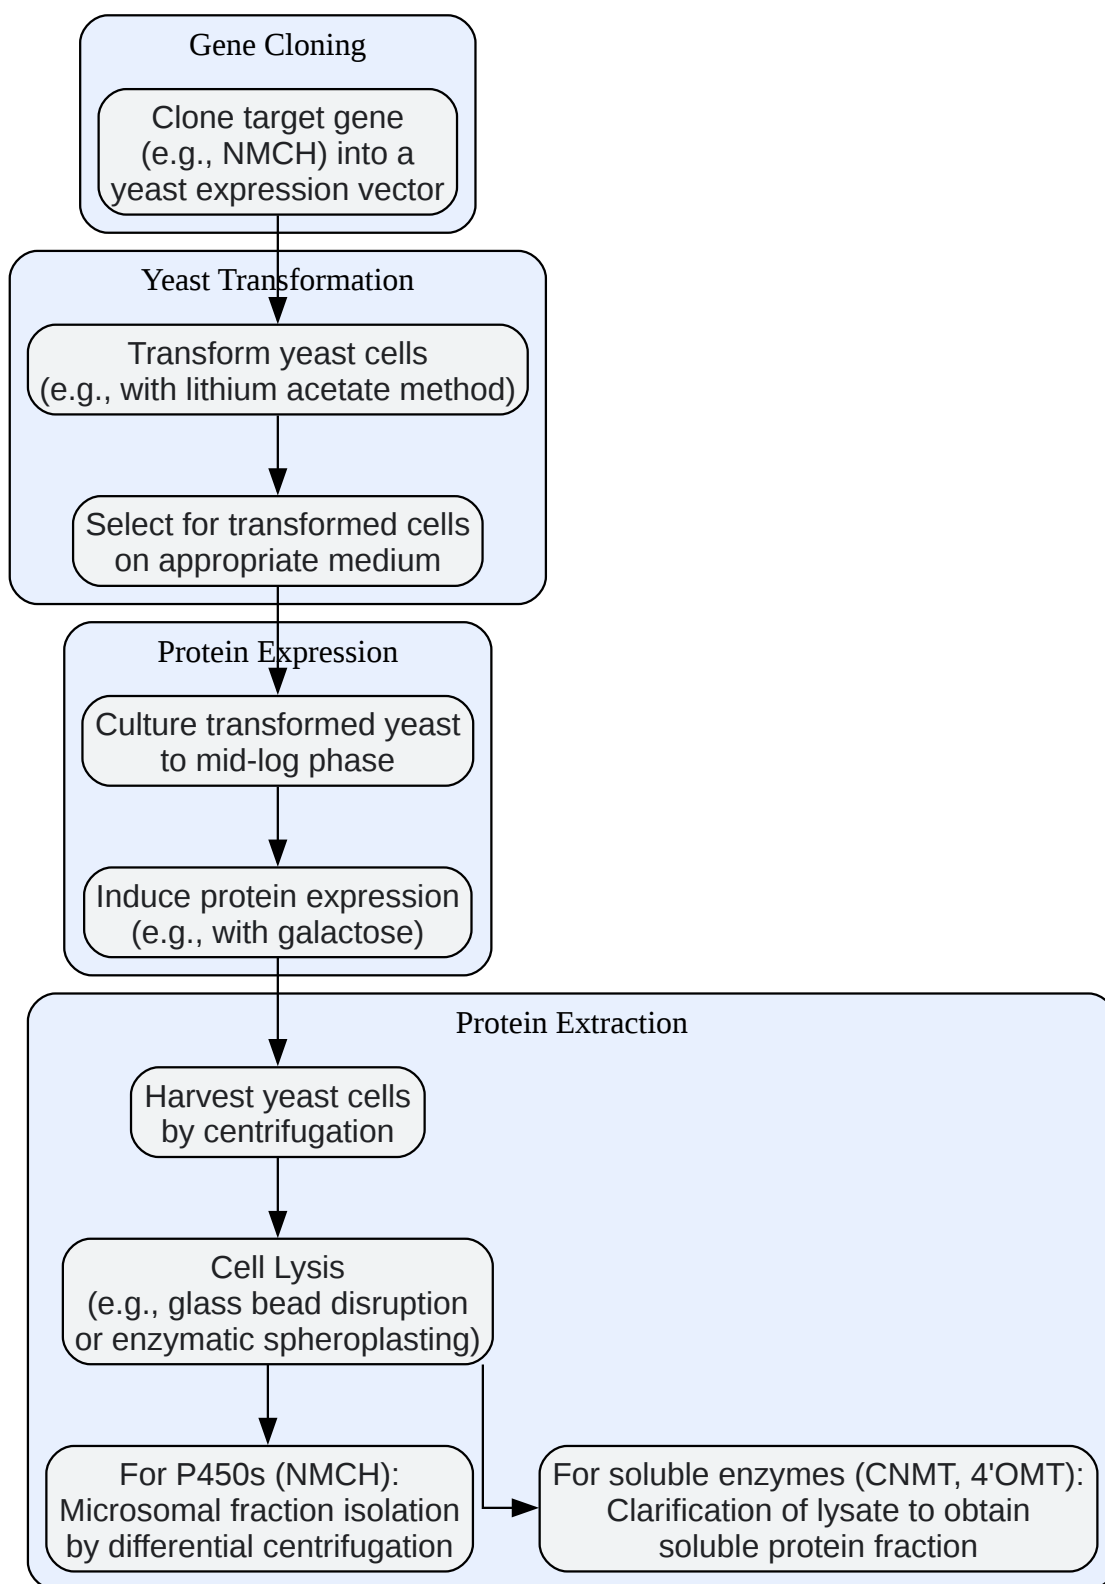 Gene Cloning
Clone target gene
(e.g., NMCH) into a
yeast expression vector
Yeast Transformation
Transform yeast cells
(e.g., with lithium acetate method)
Select for transformed cells
on appropriate medium
Protein Expression
Culture transformed yeast
to mid-log phase
Induce protein expression
(e.g., with galactose)
Protein Extraction
Harvest yeast cells
by centrifugation
Cell Lysis
(e.g., glass bead disruption
or enzymatic spheroplasting)
For P450s (NMCH):
Microsomal fraction isolation
by differential centrifugation
For soluble enzymes (CNMT, 4'OMT):
Clarification of lysate to obtain
soluble protein fraction